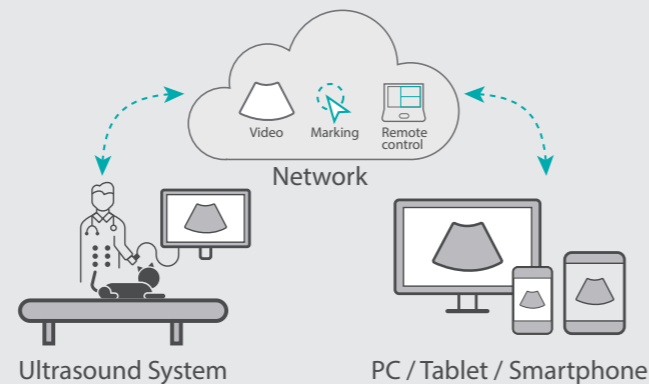 Video
Marking
Remote
control
Network
Ultrasound System
PC / Tablet / Smartphone